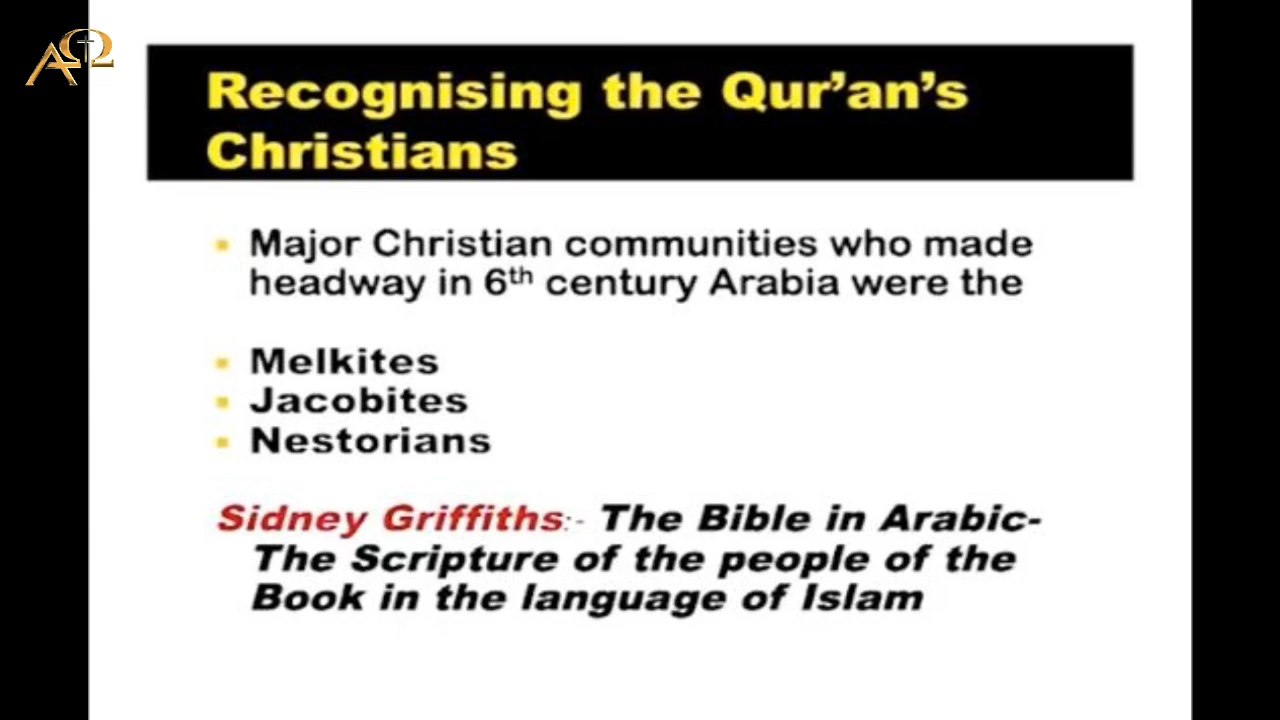 ΑΩ
Recognising the Qur’an’s
Christians
Major Christian communities who made
headway in 6th century Arabia were the
Melkites
Jacobites
Nestorians
Sidney Griffiths:- The Bible in Arabic-
The Scripture of the people of the
Book in the language of Islam